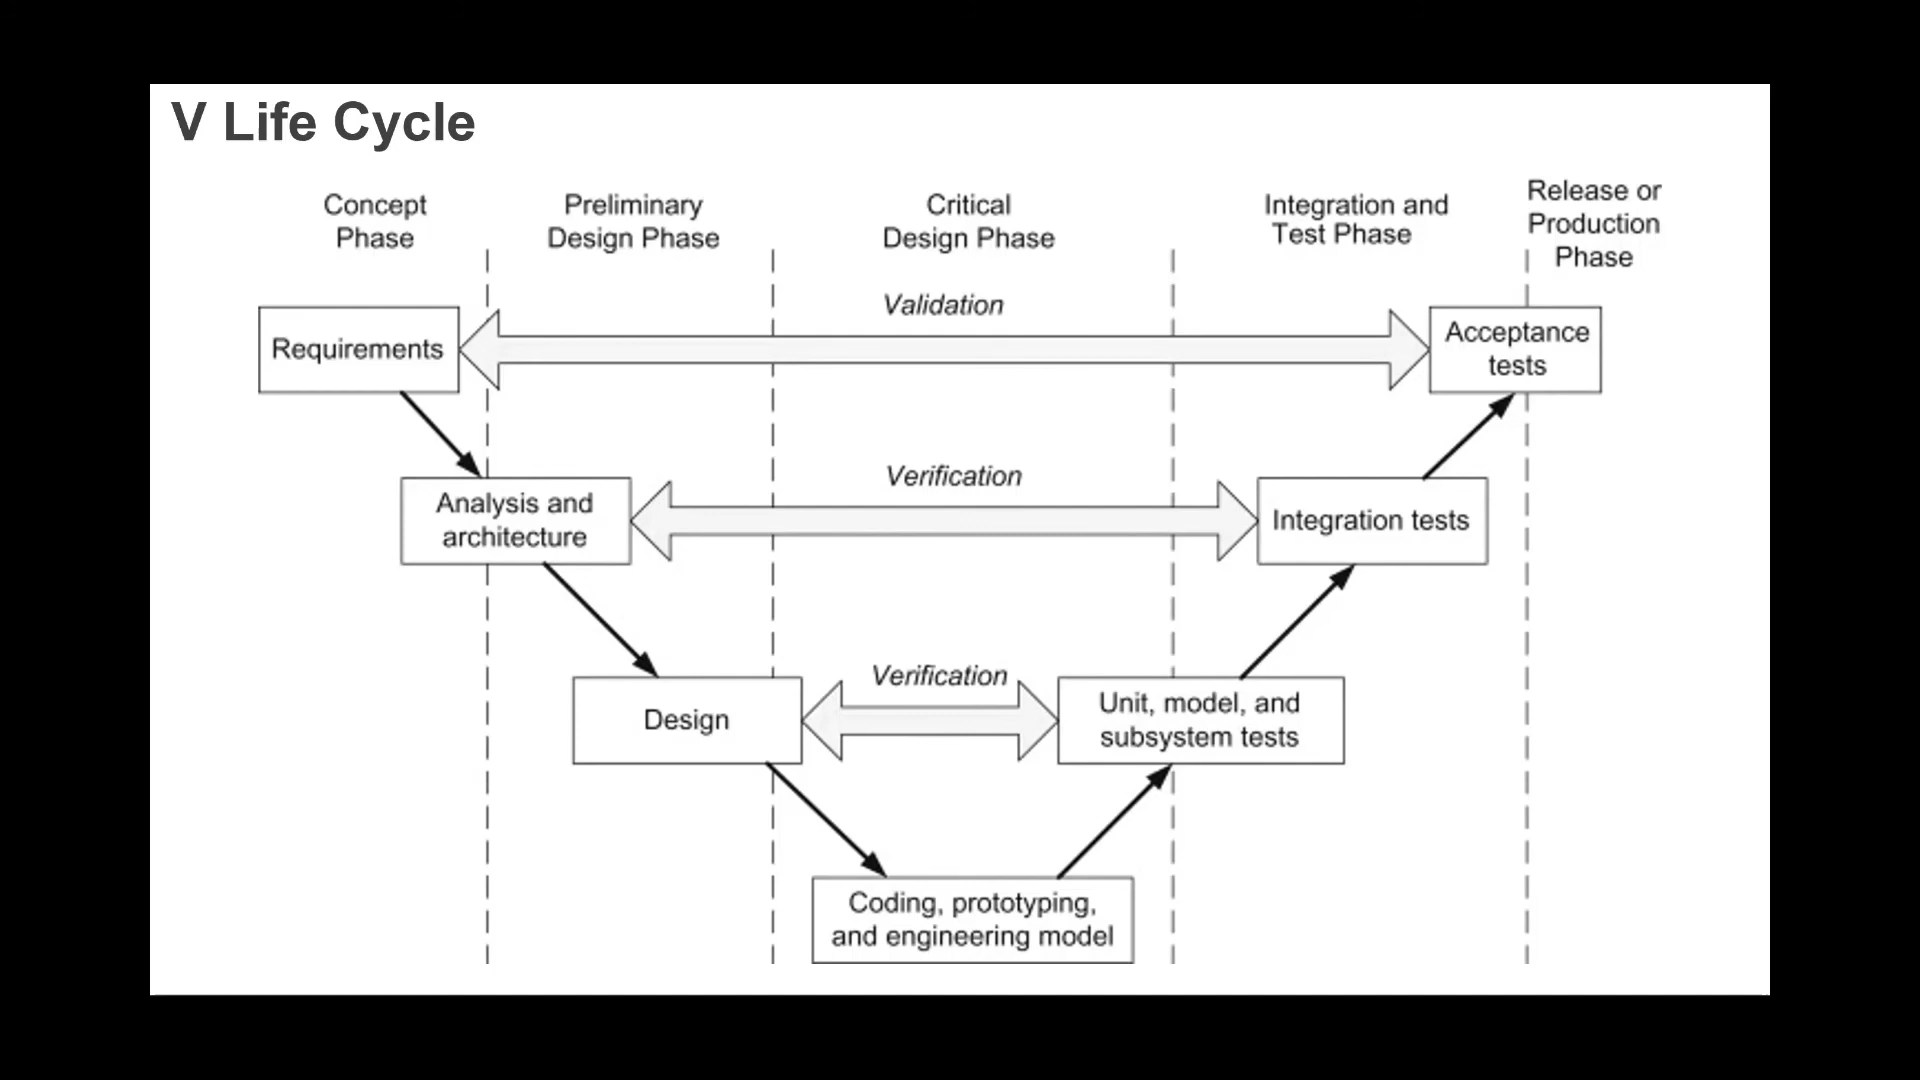 V Life Cycle
Concept
Phase
Preliminary
Design Phase
Critical
Design Phase
Integration and
Test Phase
Release or
Production
Phase
Validation
Requirements
Acceptance
tests
Verification
Analysis and
architecture
Integration tests
Verification
Design
Unit, model, and
subsystem tests
Coding, prototyping,
and engineering model